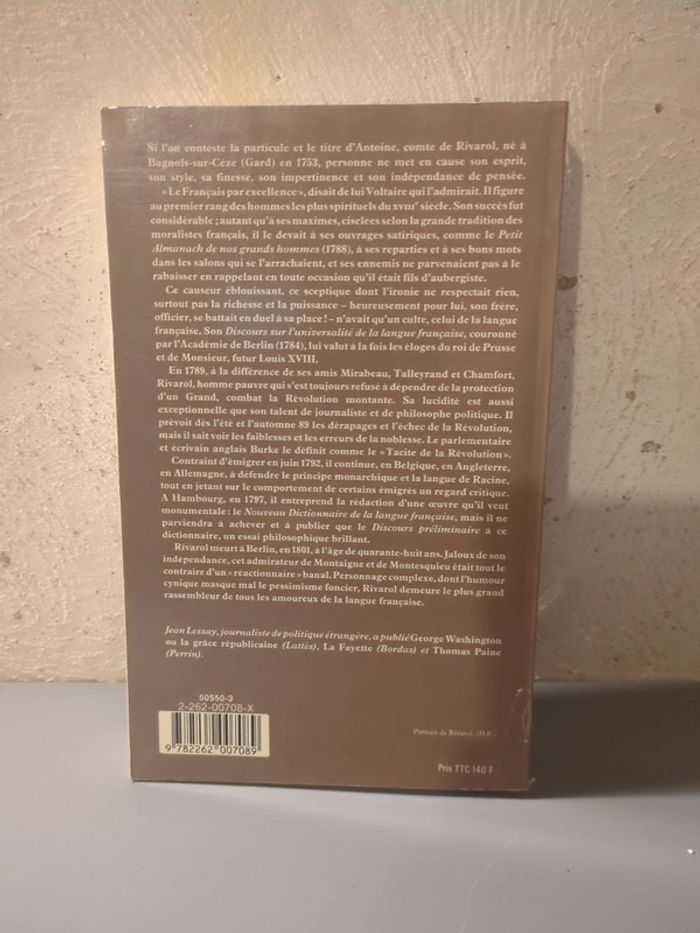 Si l'on conteste la particule et le titre d'Antoine, comte de Rivarol, né à
Bagnols-sur-Cèze (Gard) en 1753, personne ne met en cause son esprit,
son style, sa finesse, son impertinence et son indépendance de pensée.
« Le Français par excellence », disait de lui Voltaire qui l'admirait. Il figure
au premier rang des hommes les plus spirituels du XVIIIe siècle. Son succès fut
considérable ; autant qu'à ses maximes, ciselées selon la grande tradition des
moralistes français, il le devait à ses ouvrages satiriques, comme le Petit
Almanach de nos grands hommes (1788), à ses reparties et à ses bons mots
dans les salons qui se l'arrachaient, et ses ennemis ne parvenaient pas à le
rabaisser en rappelant en toute occasion qu'il était fils d'aubergiste.
Ce causeur éblouissant, ce sceptique dont l'ironie ne respectait rien,
surtout pas la richesse et la puissance – heureusement pour lui, son frère,
officier, se battait en duel à sa place ! – n'avait qu'un culte, celui de la langue
française. Son Discours sur l'universalité de la langue française, couronné
par l'Académie de Berlin (1784), lui valut à la fois les éloges du roi de Prusse
et de Monsieur, futur Louis XVIII.
En 1789, à la différence de ses amis Mirabeau, Talleyrand et Chamfort,
Rivarol, homme pauvre qui s'est toujours refusé à dépendre de la protection
d'un Grand, combat la Révolution montante. Sa lucidité est aussi
exceptionnelle que son talent de journaliste et de philosophe politique. Il
prévoit dès l'été et l'automne 89 les dérapages et l'échec de la Révolution,
mais il sait voir les faiblesses et les erreurs de la noblesse. Le parlementaire
et écrivain anglais Burke le définit comme le « Tacite de la Révolution ».
Contraint d'émigrer en juin 1792, il continue, en Belgique, en Angleterre,
en Allemagne, à défendre le principe monarchique et la langue de Racine,
tout en jetant sur le comportement de certains émigrés un regard critique.
A Hambourg, en 1797, il entreprend la rédaction d'une œuvre qu'il veut
monumentale : le Nouveau Dictionnaire de la langue française, mais il ne
parviendra à achever et à publier que le Discours préliminaire à ce
dictionnaire, un essai philosophique brillant.
Rivarol meurt à Berlin, en 1801, à l'âge de quarante-huit ans. Jaloux de son
indépendance, cet admirateur de Montaigne et de Montesquieu était tout le
contraire d'un « réactionnaire » banal. Personnage complexe, dont l'humour
cynique masque mal le pessimisme foncier, Rivarol demeure le plus grand
rassembleur de tous les amoureux de la langue française.
Jean Lessay, journaliste de politique étrangère, a publié George Washington
ou la grâce républicaine (Lattès), La Fayette (Bordas) et Thomas Paine
(Perrin).
50550-3
2-262-00708-X
9 782262 007089
Portrait de Rivarol. (D.R.)
Prix TTC 140 F